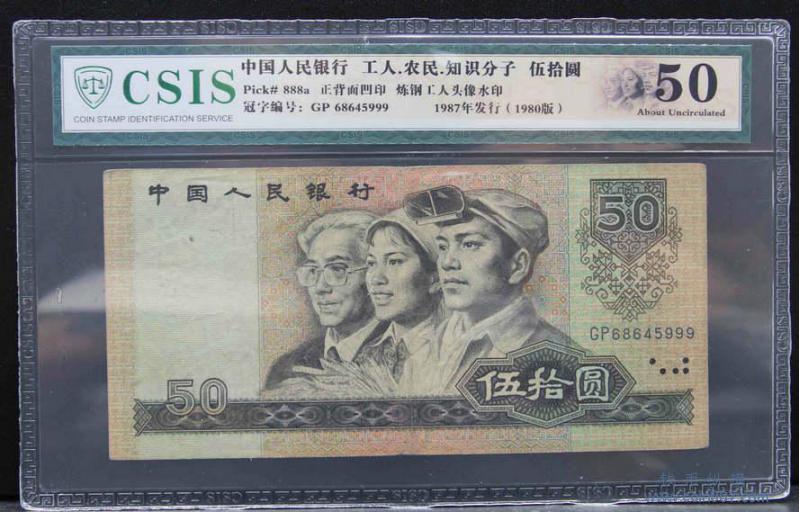 CSIS
COIN STAMP IDENTIFICATION SERVICE
中国人民银行 工人.农民.知识分子 伍拾圆
Pick# 888a 正背面凹印 炼钢工人头像水印
冠字编号: GP 68645999 1987年发行（1980版）
50
About Uncirculated
中国人民银行
50
GP68645999
50
伍拾圆